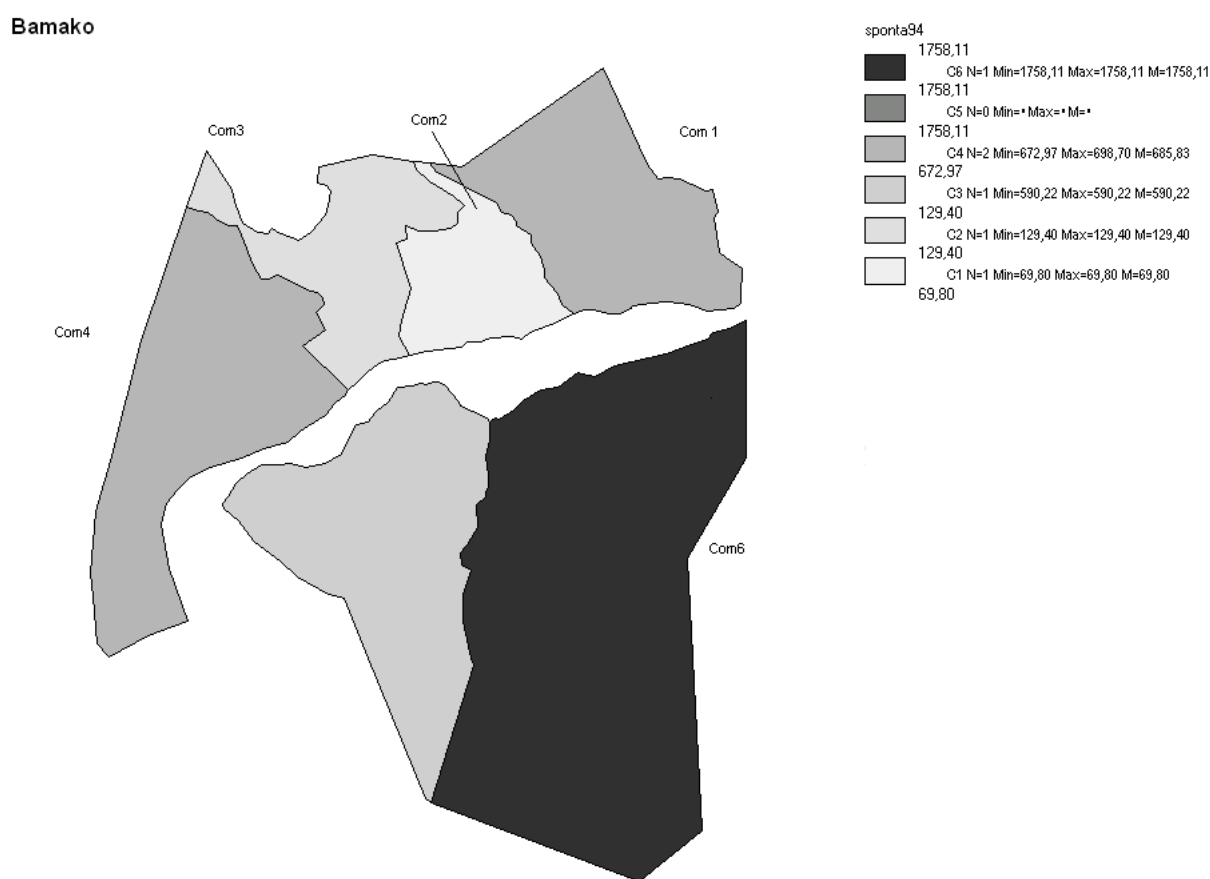 Bamako
sponta94
1758,11
C6 N=1 Min=1758,11 Max=1758,11 M=1758,11
1758,11
C5 N=0 Min=• Max=• M=•
1758,11
C4 N=2 Min=672,97 Max=698,70 M=685,83
672,97
C3 N=1 Min=590,22 Max=590,22 M=590,22
129,40
C2 N=1 Min=129,40 Max=129,40 M=129,40
129,40
C1 N=1 Min=69,80 Max=69,80 M=69,80
69,80
Com2
Com3
Com 1
Com4
Com6